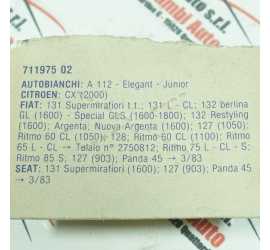 711975 02
AUTOBIANCHI: A 112 - Elegant - Junior
CITROEN: CX (2000)
FIAT: 131 Supermirafiori t.t.; 131 L - CL; 132 berlina
GL (1600) - Special GLS (1600-1800); 132 Restyling
(1600); Argenta; Nuova Argenta (1600); 127 (1050);
Ritmo 60 CL (1050); 128; Ritmo 60 CL (1100); Ritmo
65 L - CL → Telaio n° 2750812; Ritmo 75 L - CL - S;
Ritmo 85 S; 127 (903); Panda 45 → 3/83
SEAT: 131 Supermirafiori (1600); 127 (903); Panda 45
→ 3/83